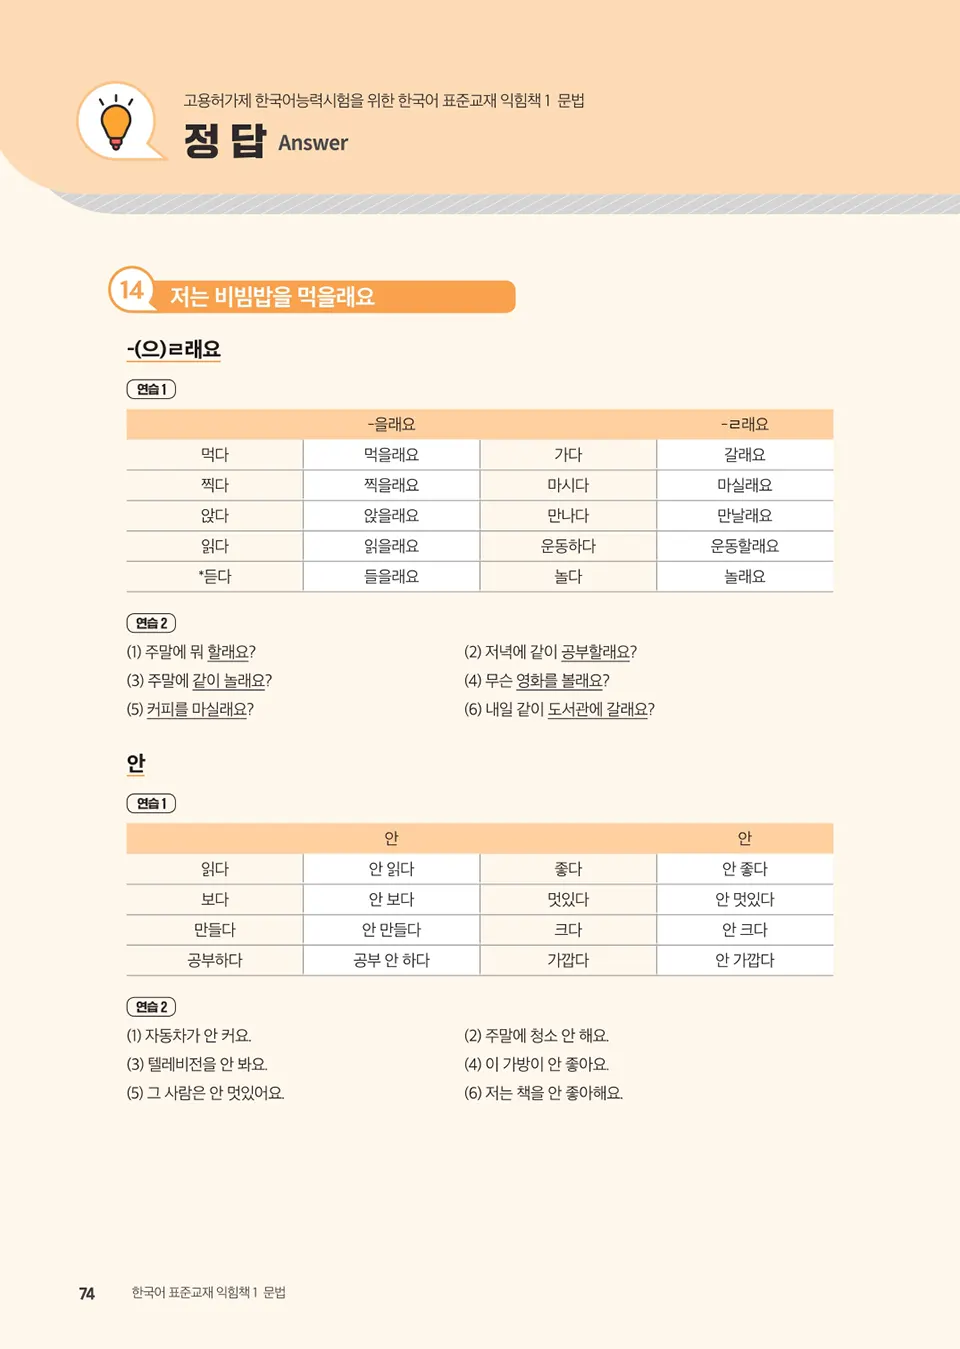 고용허가제 한국어능력시험을 위한 한국어 표준교재 익힘책 1 문법
정답 Answer
14 저는 비빔밥을 먹을래요
-(으)ㄹ래요
연습 1
-을래요 -ㄹ래요
먹다 먹을래요 가다 갈래요
찍다 찍을래요 마시다 마실래요
앉다 앉을래요 만나다 만날래요
읽다 읽을래요 운동하다 운동할래요
*듣다 들을래요 놀다 놀래요
연습 2
(1) 주말에 뭐 할래요? (2) 저녁에 같이 공부할래요?
(3) 주말에 같이 놀래요? (4) 무슨 영화를 볼래요?
(5) 커피를 마실래요? (6) 내일 같이 도서관에 갈래요?
안
연습 1
안 안
읽다 안 읽다 좋다 안 좋다
보다 안 보다 멋있다 안 멋있다
만들다 안 만들다 크다 안 크다
공부하다 공부 안 하다 가깝다 안 가깝다
연습 2
(1) 자동차가 안 커요. (2) 주말에 청소 안 해요.
(3) 텔레비전을 안 봐요. (4) 이 가방이 안 좋아요.
(5) 그 사람은 안 멋있어요. (6) 저는 책을 안 좋아해요.
74 한국어 표준교재 익힘책 1 문법